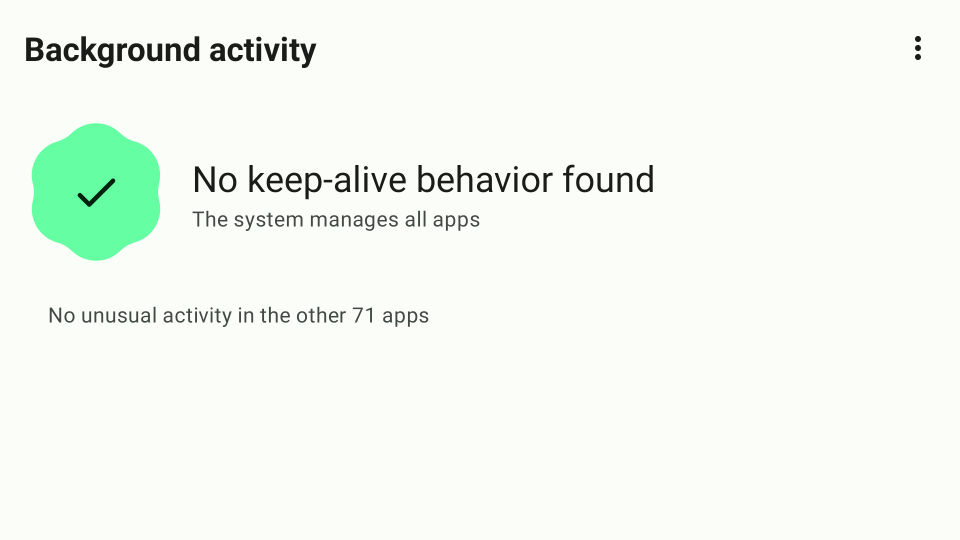 Background activity
No keep-alive behavior found
The system manages all apps
No unusual activity in the other 71 apps